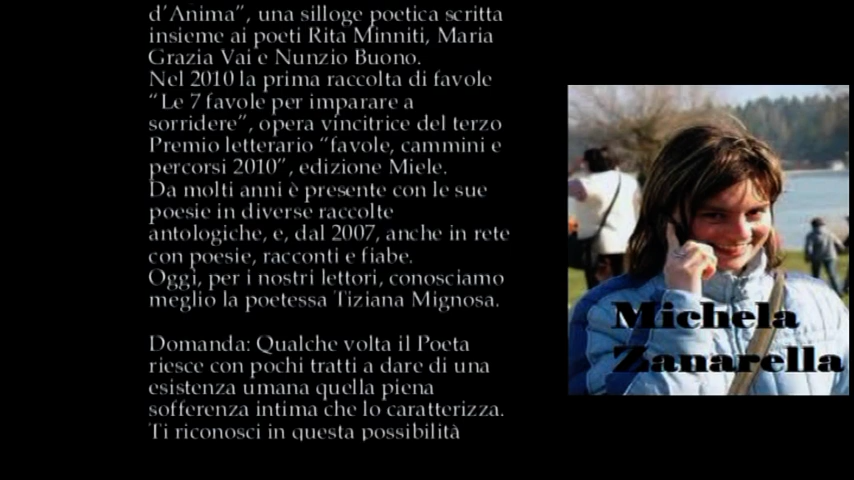 d’Anima”, una silloge poetica scritta
insieme ai poeti Rita Minniti, Maria
Grazia Vai e Nunzio Buono.
Nel 2010 la prima raccolta di favole
“Le 7 favole per imparare a
sorridere”, opera vincitrice del terzo
Premio letterario “favole, cammini e
percorsi 2010”, edizione Miele.
Da molti anni è presente con le sue
poesie in diverse raccolte
antologiche, e, dal 2007, anche in rete
con poesie, racconti e fiabe.
Oggi, per i nostri lettori, conosciamo
meglio la poetessa Tiziana Mignosa.
Domanda: Qualche volta il Poeta
riesce con pochi tratti a dare di una
esistenza umana quella piena
sofferenza intima che lo caratterizza.
Ti riconosci in questa possibilità
Michela
Zanarella